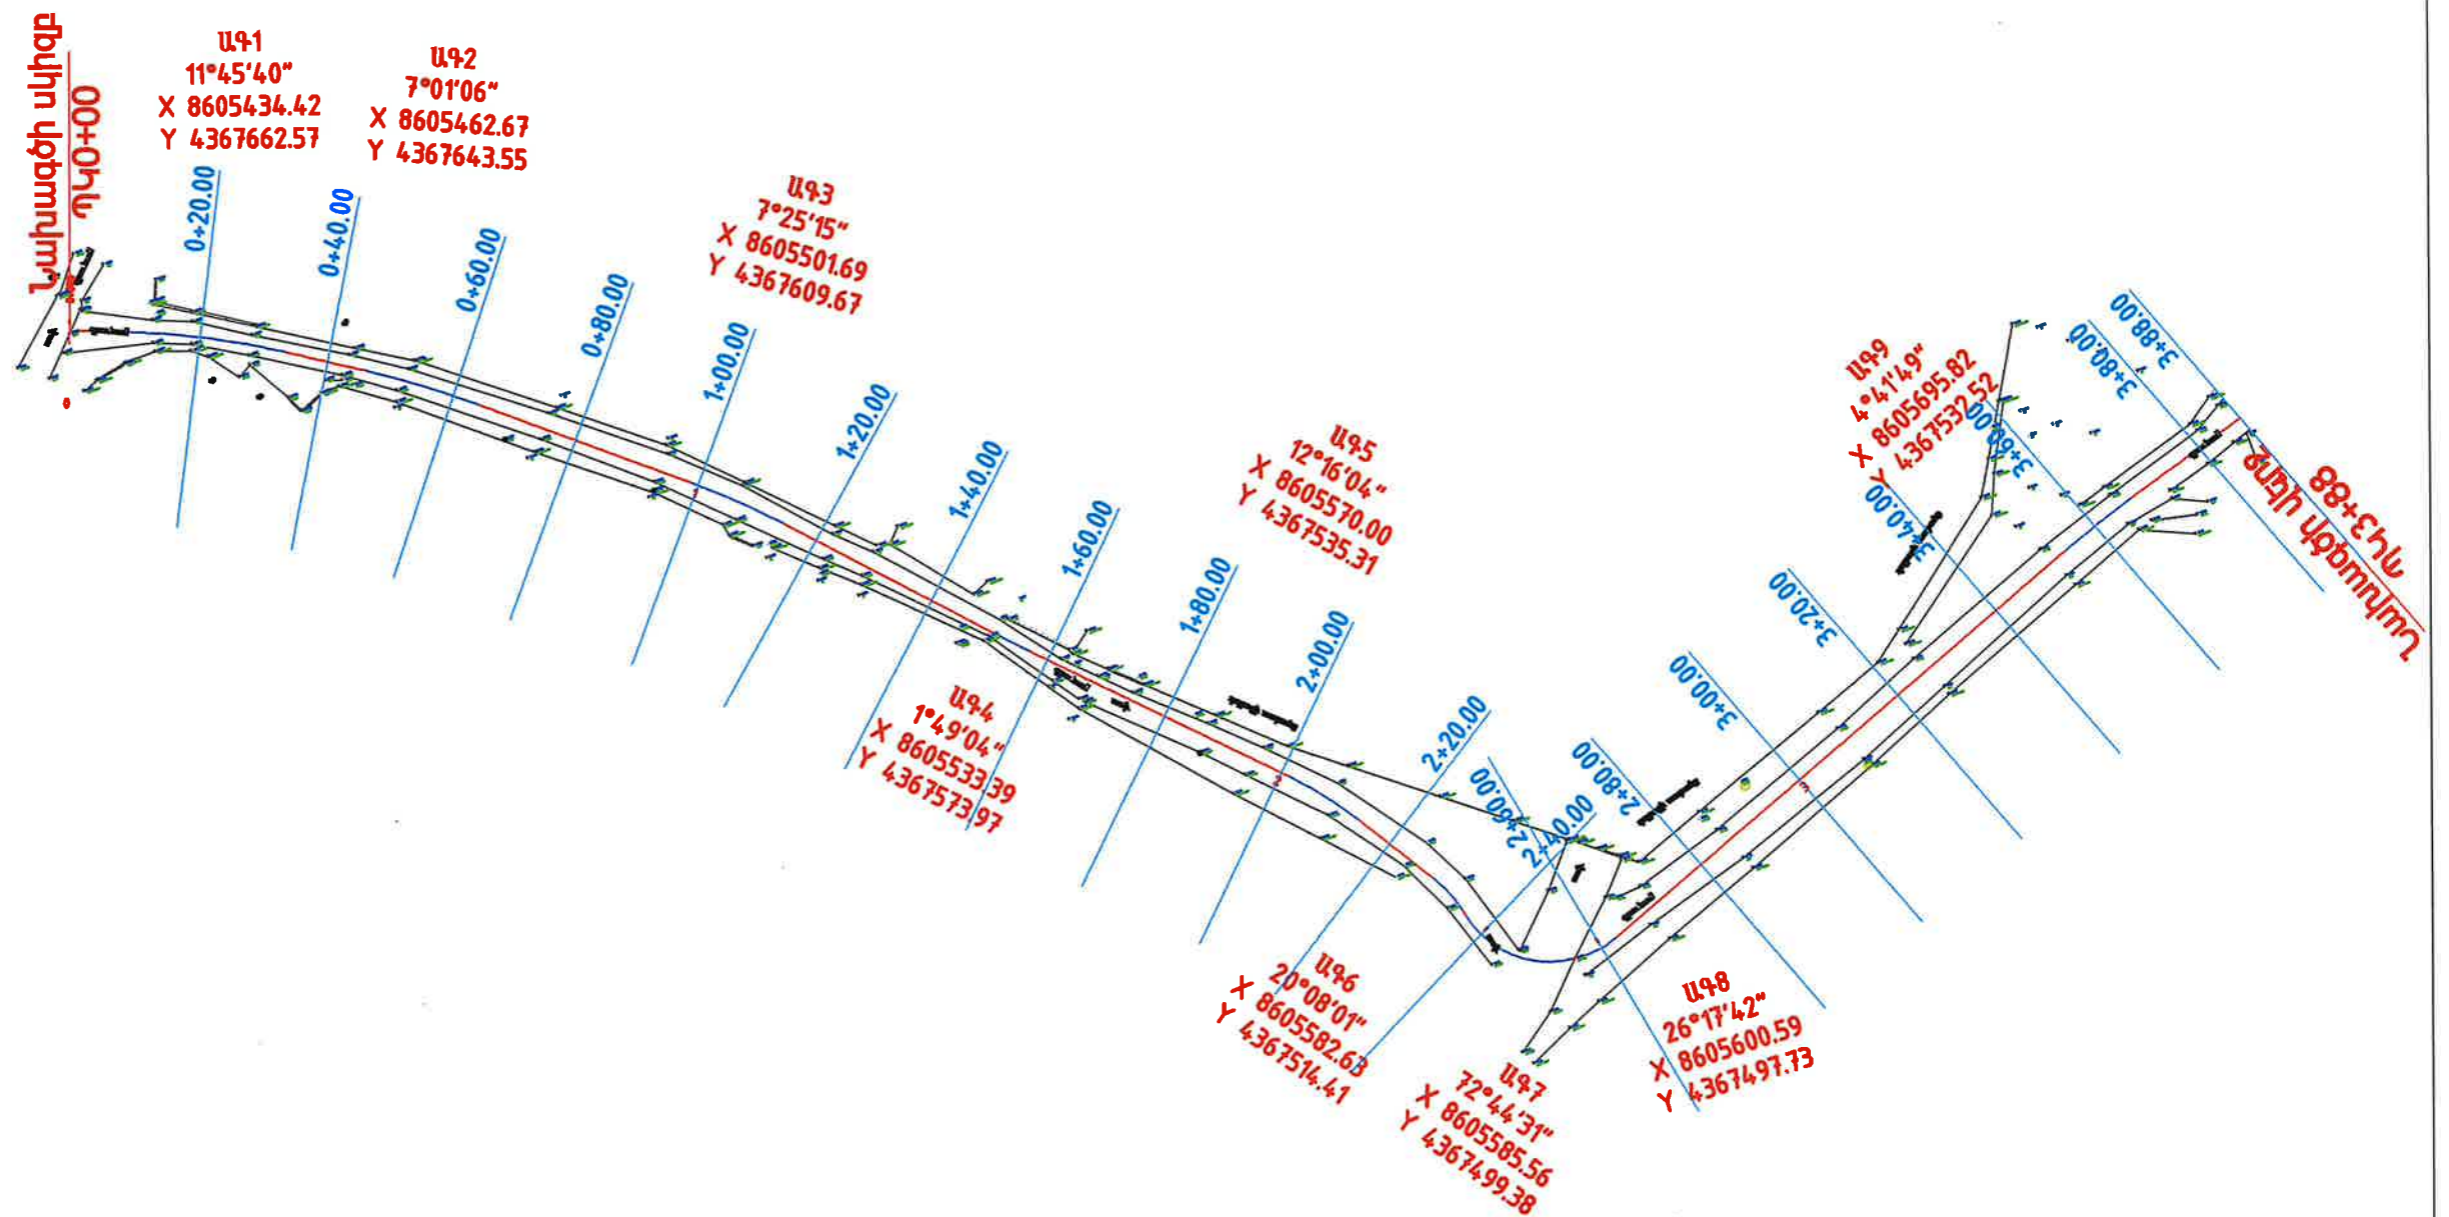 Նախագծի սկիզբ
ՊԿ0+00
ԱԳ1
11°45'40"
X 8605434.42
Y 4367662.57
ԱԳ2
7°01'06"
X 8605462.67
Y 4367643.55
ԱԳ3
7°25'15"
X 8605501.69
Y 4367609.67
ԱԳ4
1°49'04"
X 8605533.39
Y 4367573.97
ԱԳ5
12°16'04"
X 8605570.00
Y 4367535.31
ԱԳ6
20°08'01"
X 8605582.63
Y 4367514.41
ԱԳ7
72°44'31"
X 8605585.56
Y 4367499.38
ԱԳ8
26°17'42"
X 8605600.59
Y 4367497.73
ԱԳ9
4°41'49"
X 8605695.82
Y 4367532.52
0+20.00
0+40.00
0+60.00
0+80.00
1+00.00
1+20.00
1+40.00
1+60.00
1+80.00
2+00.00
2+20.00
2+40.00
2+60.00
2+80.00
3+00.00
3+20.00
3+40.00
3+60.00
3+80.00
3+88.00
ՊԿ3+88
Նախագծի վերջ